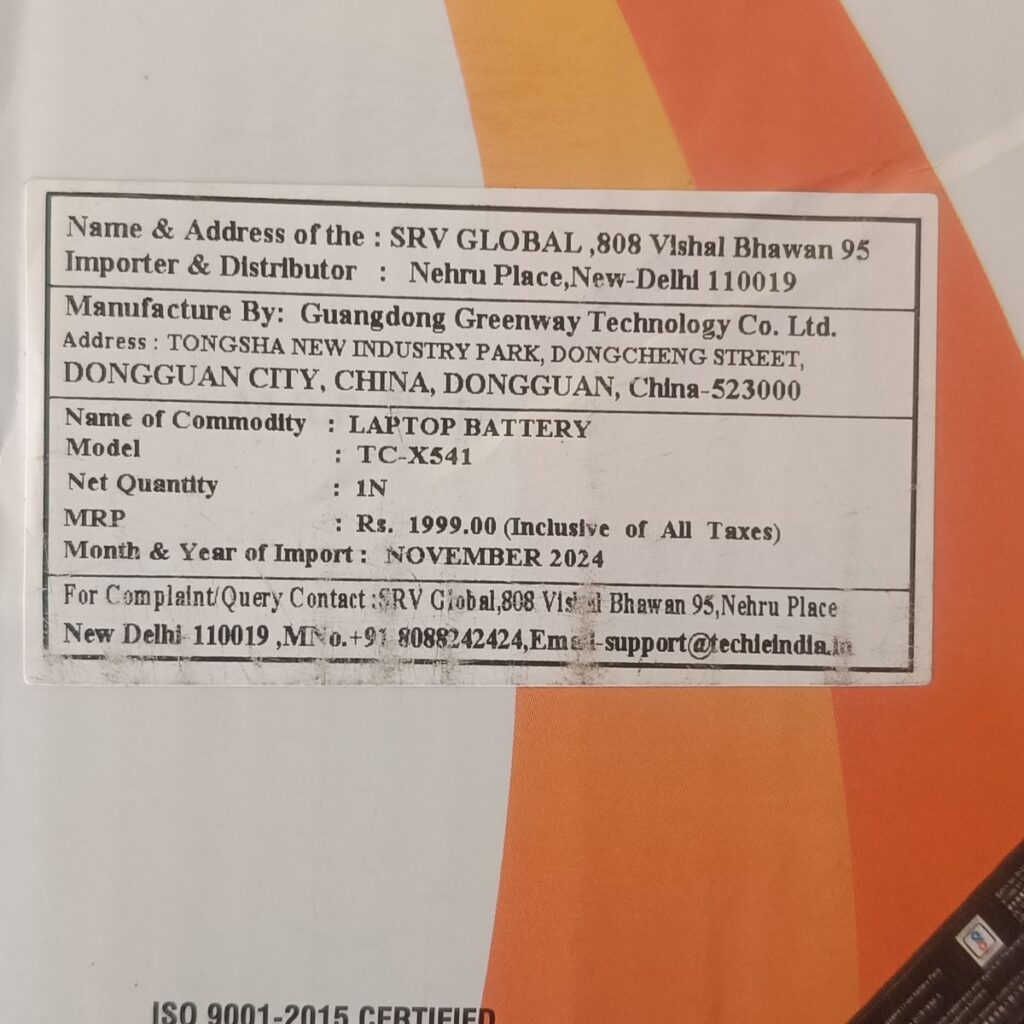 Name & Address of the : SRV GLOBAL ,808 Vishal Bhawan 95
Importer & Distributor : Nehru Place,New-Delhi 110019
Manufacture By: Guangdong Greenway Technology Co. Ltd.
Address : TONGSHA NEW INDUSTRY PARK, DONGCHENG STREET,
DONGGUAN CITY, CHINA, DONGGUAN, China-523000
Name of Commodity : LAPTOP BATTERY
Model : TC-X541
Net Quantity : 1N
MRP : Rs. 1999.00 (Inclusive of All Taxes)
Month & Year of Import : NOVEMBER 2024
For Complaint/Query Contact :SRV Global,808 Vishal Bhawan 95,Nehru Place
New Delhi-110019 ,MNo.+91 8088242424,Email-support@techieindia.in
ISO 9001-2015 CERTIFIED